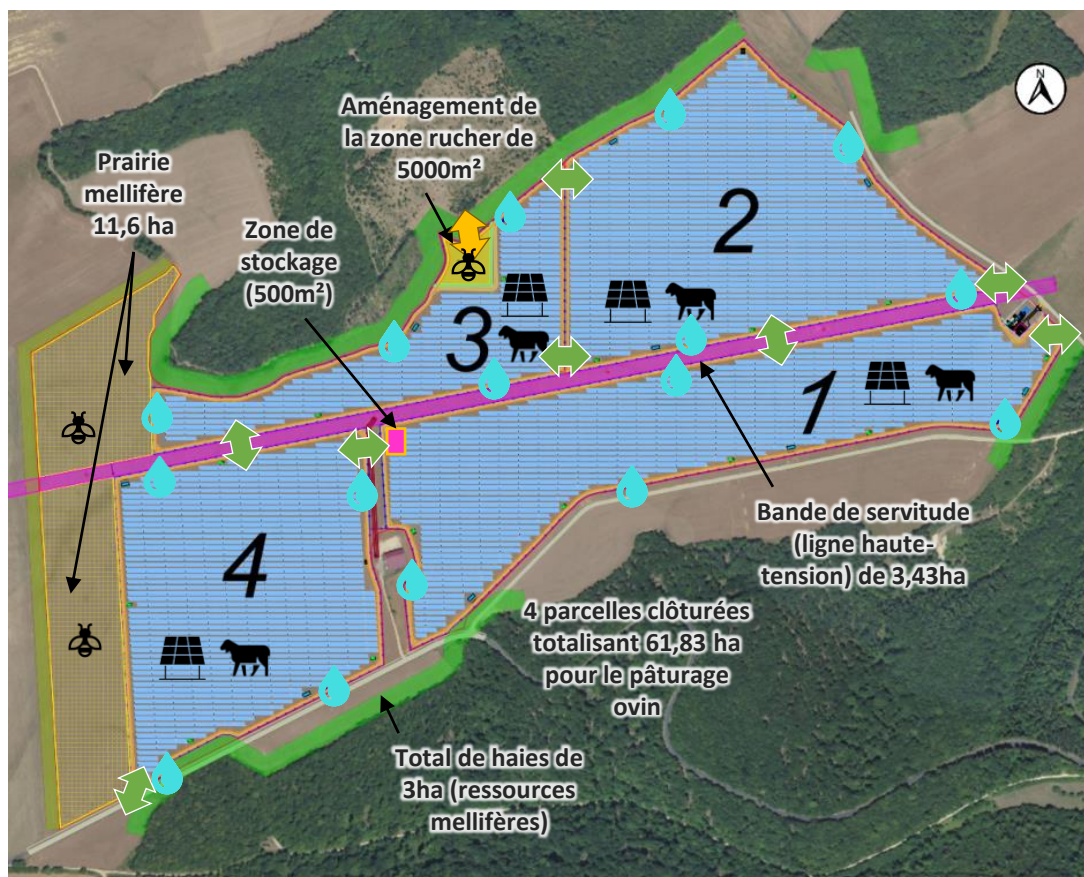 N
Aménagement de
la zone rucher de
5000m²
Prairie
mellifère
11,6 ha
Zone de
stockage
(500m²)
2
3
1
4
Bande de servitude
(ligne haute-
tension) de 3,43ha
4 parcelles clôturées
totalisant 61,83 ha
pour le pâturage
ovin
Total de haies de
3ha (ressources
mellifères)